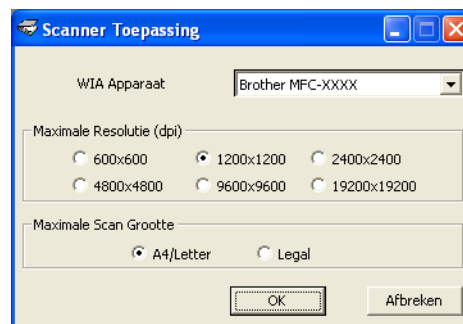 Scanner Toepassing
WIA Apparaat Brother MFC-XXXX
Maximale Resolutie (dpi)
600x600 1200x1200 2400x2400
4800x4800 9600x9600 19200x19200
Maximale Scan Grootte
A4/Letter Legal
OK Afbreken